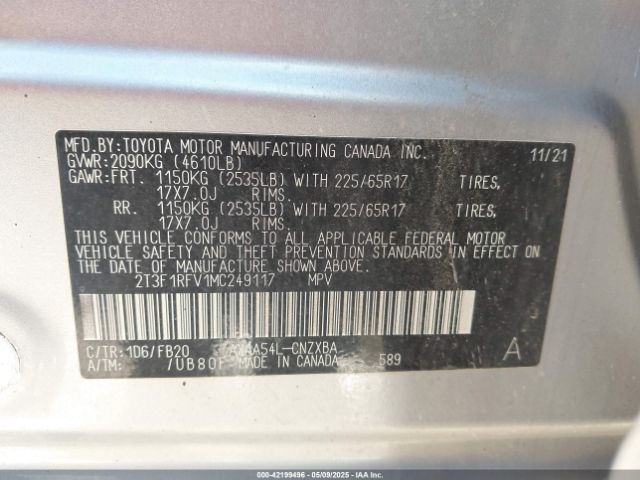 MFD.BY:TOYOTA MOTOR MANUFACTURING CANADA INC. 11/21
GVWR:2090KG (4610LB)
GAWR:FRT. 1150KG (2535LB) WITH 225/65R17 TIRES,
17X7.0J RIMS.
RR. 1150KG (2535LB) WITH 225/65R17 TIRES,
17X7.0J RIMS.
THIS VEHICLE CONFORMS TO ALL APPLICABLE FEDERAL MOTOR
VEHICLE SAFETY AND THEFT PREVENTION STANDARDS IN EFFECT ON
THE DATE OF MANUFACTURE SHOWN ABOVE.
2T3F1RFV1MC249117 MPV
C/TR:1D6/FB20 A54L-CNZXBA
A/TM: /UB80F MADE IN CANADA 589
A
000-42199496 - 05/09/2025 - IAA Inc.